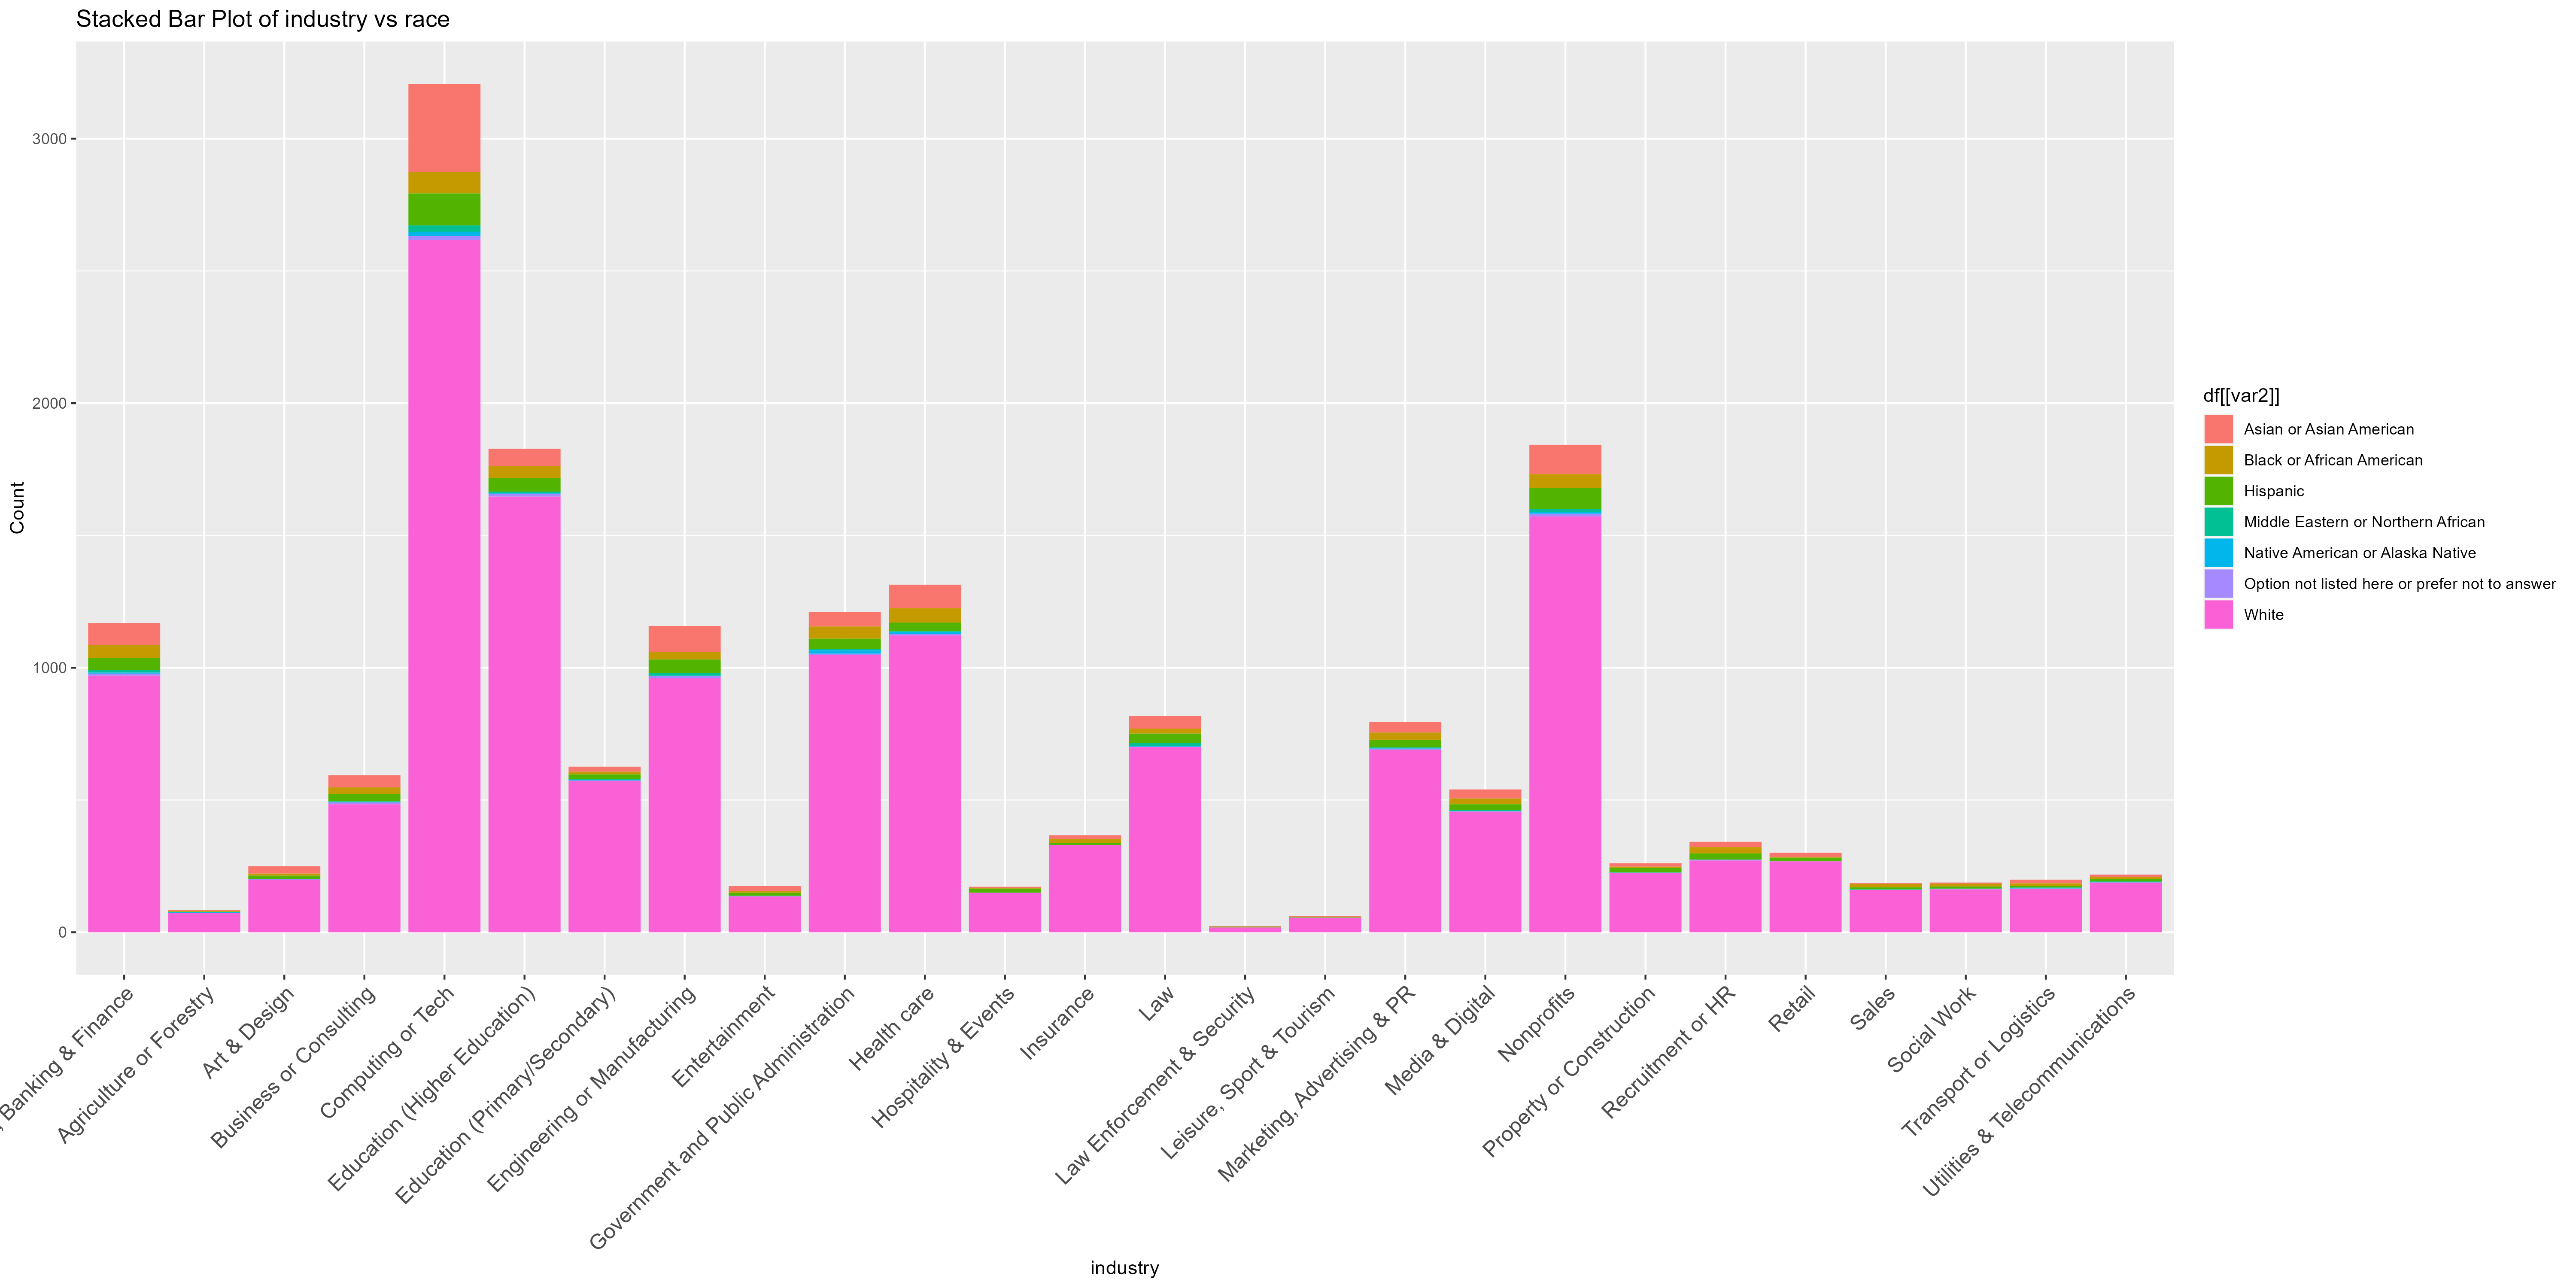 Stacked Bar Plot of industry vs race
3000
2000
1000
0
Count
, Banking & Finance
Agriculture or Forestry
Art & Design
Business or Consulting
Computing or Tech
Education (Higher Education)
Education (Primary/Secondary)
Engineering or Manufacturing
Entertainment
Government and Public Administration
Health care
Hospitality & Events
Insurance
Law
Law Enforcement & Security
Leisure, Sport & Tourism
Marketing, Advertising & PR
Media & Digital
Nonprofits
Property or Construction
Recruitment or HR
Retail
Sales
Social Work
Transport or Logistics
Utilities & Telecommunications
industry
df[[var2]]
Asian or Asian American
Black or African American
Hispanic
Middle Eastern or Northern African
Native American or Alaska Native
Option not listed here or prefer not to answer
White